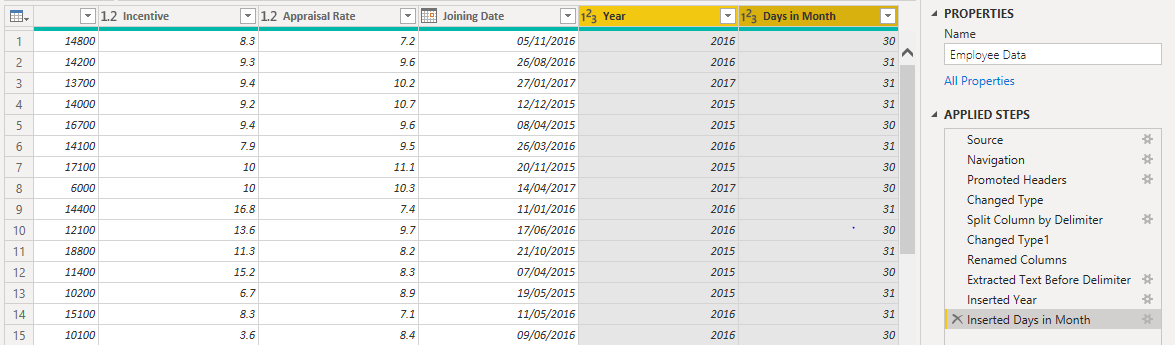 1.2 Incentive 1.2 Appraisal Rate Joining Date 1²3 Year 1²3 Days in Month
1 14800 8.3 7.2 05/11/2016 2016 30
2 14200 9.3 9.6 26/08/2016 2016 31
3 13700 9.4 10.2 27/01/2017 2017 31
4 14000 9.2 10.7 12/12/2015 2015 31
5 16700 9.4 9.6 08/04/2015 2015 30
6 14100 7.9 9.5 26/03/2016 2016 31
7 17100 10 11.1 20/11/2015 2015 30
8 6000 10 10.3 14/04/2017 2017 30
9 14400 16.8 7.4 11/01/2016 2016 31
10 12100 13.6 9.7 17/06/2016 2016 30
11 18800 11.3 8.2 21/10/2015 2015 31
12 11400 15.2 8.3 07/04/2015 2015 30
13 10200 6.7 8.9 19/05/2015 2015 31
14 15100 8.3 7.1 11/05/2016 2016 31
15 10100 3.6 8.4 09/06/2016 2016 30
PROPERTIES
Name
Employee Data
All Properties
APPLIED STEPS
Source
Navigation
Promoted Headers
Changed Type
Split Column by Delimiter
Changed Type1
Renamed Columns
Extracted Text Before Delimiter
Inserted Year
Inserted Days in Month